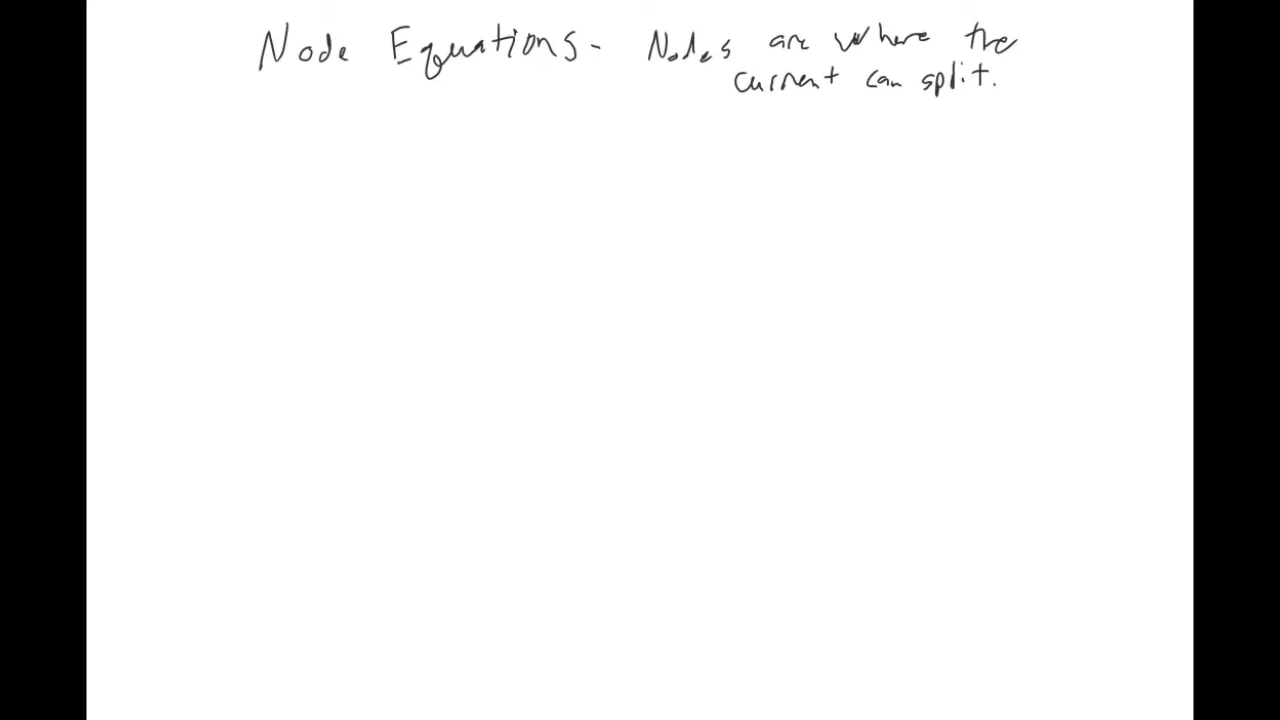 Node Equations - Nodes are where the
current can split.